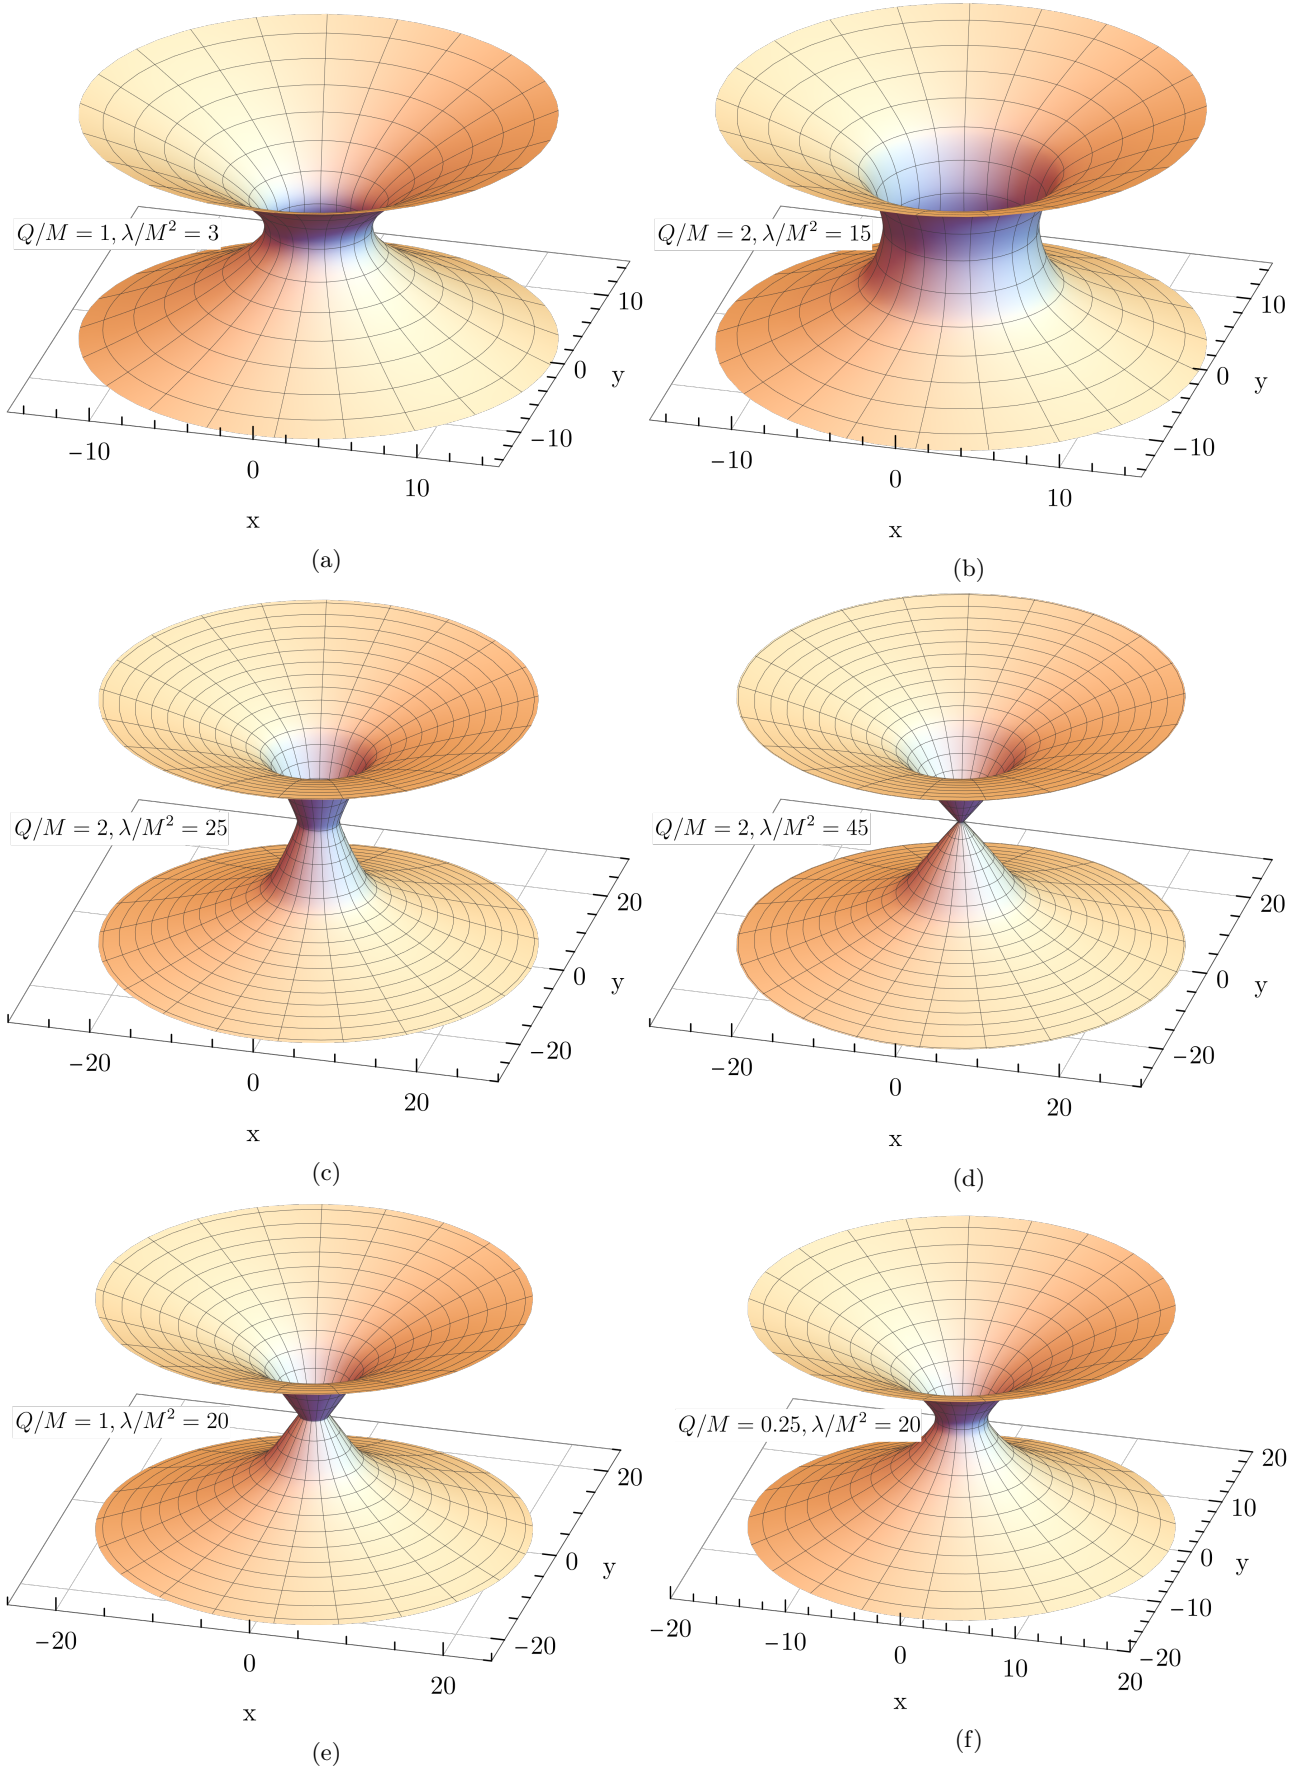 Q/M = 1, λ/M² = 3
10
0
y
−10
−10
0
10
x
(a)
Q/M = 2, λ/M² = 15
10
0
y
−10
−10
0
10
x
(b)
Q/M = 2, λ/M² = 25
20
0
y
−20
−20
0
20
x
(c)
Q/M = 2, λ/M² = 45
20
0
y
−20
−20
0
20
x
(d)
Q/M = 1, λ/M² = 20
20
0
y
−20
−20
0
20
x
(e)
Q/M = 0.25, λ/M² = 20
20
10
0
y
−10
−20
−20
−10
0
10
20
x
(f)